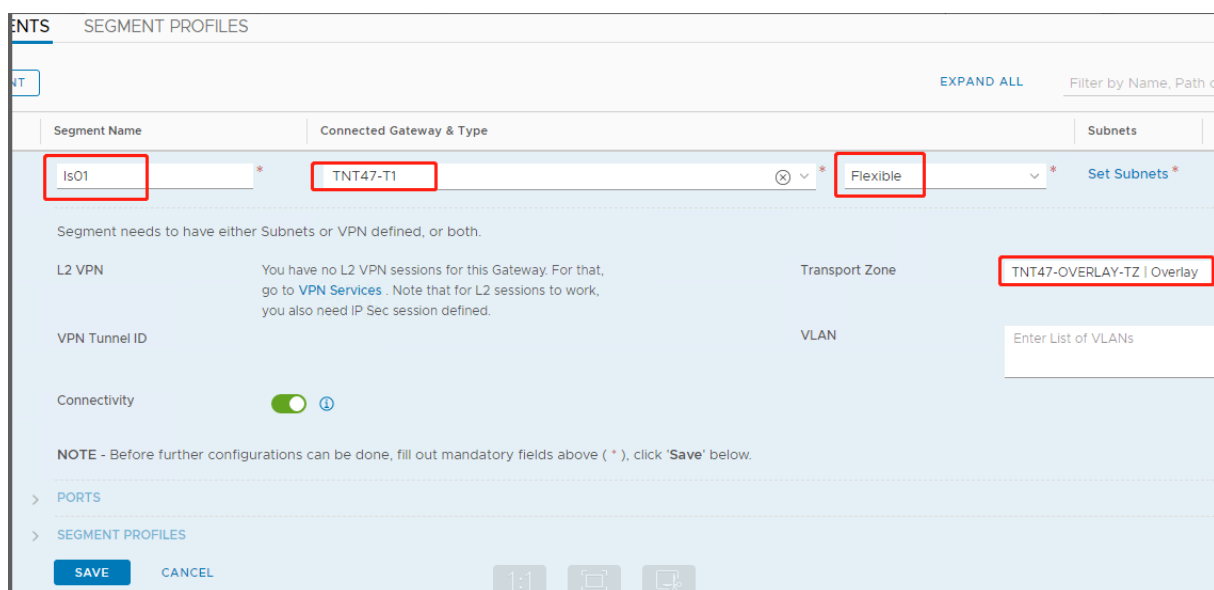 ENTS SEGMENT PROFILES
NT EXPAND ALL Filter by Name, Path
Segment Name Connected Gateway & Type Subnets
ls01 * TNT47-T1 * Flexible * Set Subnets *
Segment needs to have either Subnets or VPN defined, or both.
L2 VPN You have no L2 VPN sessions for this Gateway. For that, Transport Zone TNT47-OVERLAY-TZ | Overlay
go to VPN Services . Note that for L2 sessions to work,
you also need IP Sec session defined.
VPN Tunnel ID VLAN Enter List of VLANs
Connectivity
NOTE - Before further configurations can be done, fill out mandatory fields above ( * ), click 'Save' below.
PORTS
SEGMENT PROFILES
SAVE CANCEL 1:1